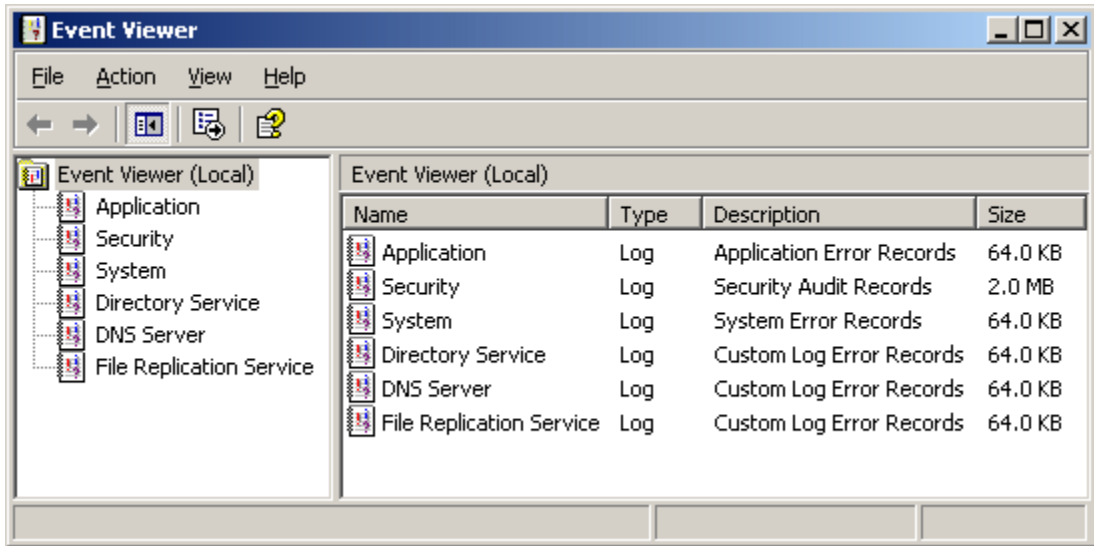 Event Viewer
File Action View Help
Event Viewer (Local)
Application
Security
System
Directory Service
DNS Server
File Replication Service
Event Viewer (Local)
Name Type Description Size
Application Log Application Error Records 64.0 KB
Security Log Security Audit Records 2.0 MB
System Log System Error Records 64.0 KB
Directory Service Log Custom Log Error Records 64.0 KB
DNS Server Log Custom Log Error Records 64.0 KB
File Replication Service Log Custom Log Error Records 64.0 KB